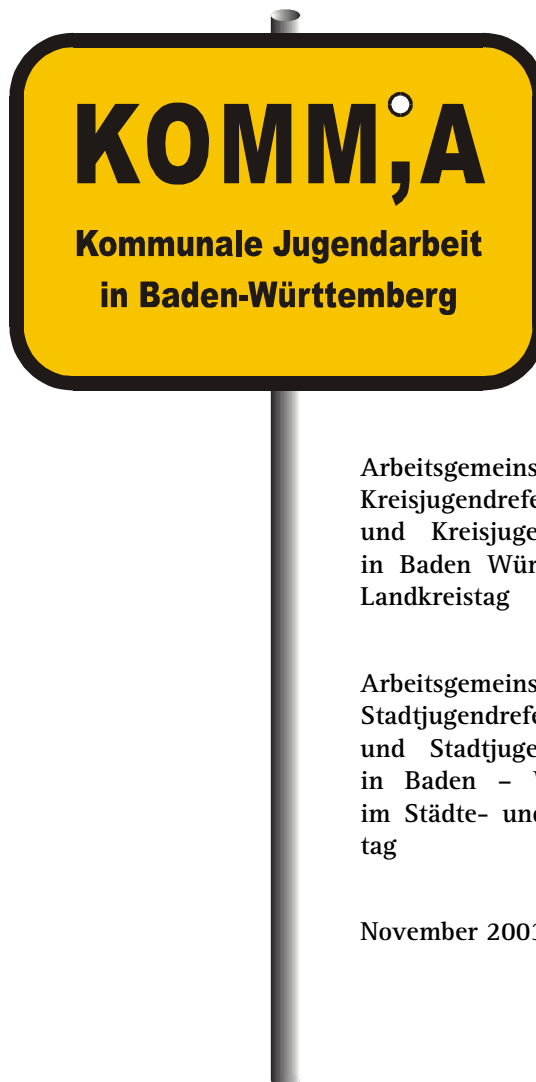 KOMM;A
Kommunale Jugendarbeit
in Baden-Württemberg
Arbeitsgemeins
Kreisjugendrefe
und Kreisjuge
in Baden Wür
Landkreistag
Arbeitsgemeins
Stadtjugendrefe
und Stadtjuge
in Baden –
im Städte- und
tag
November